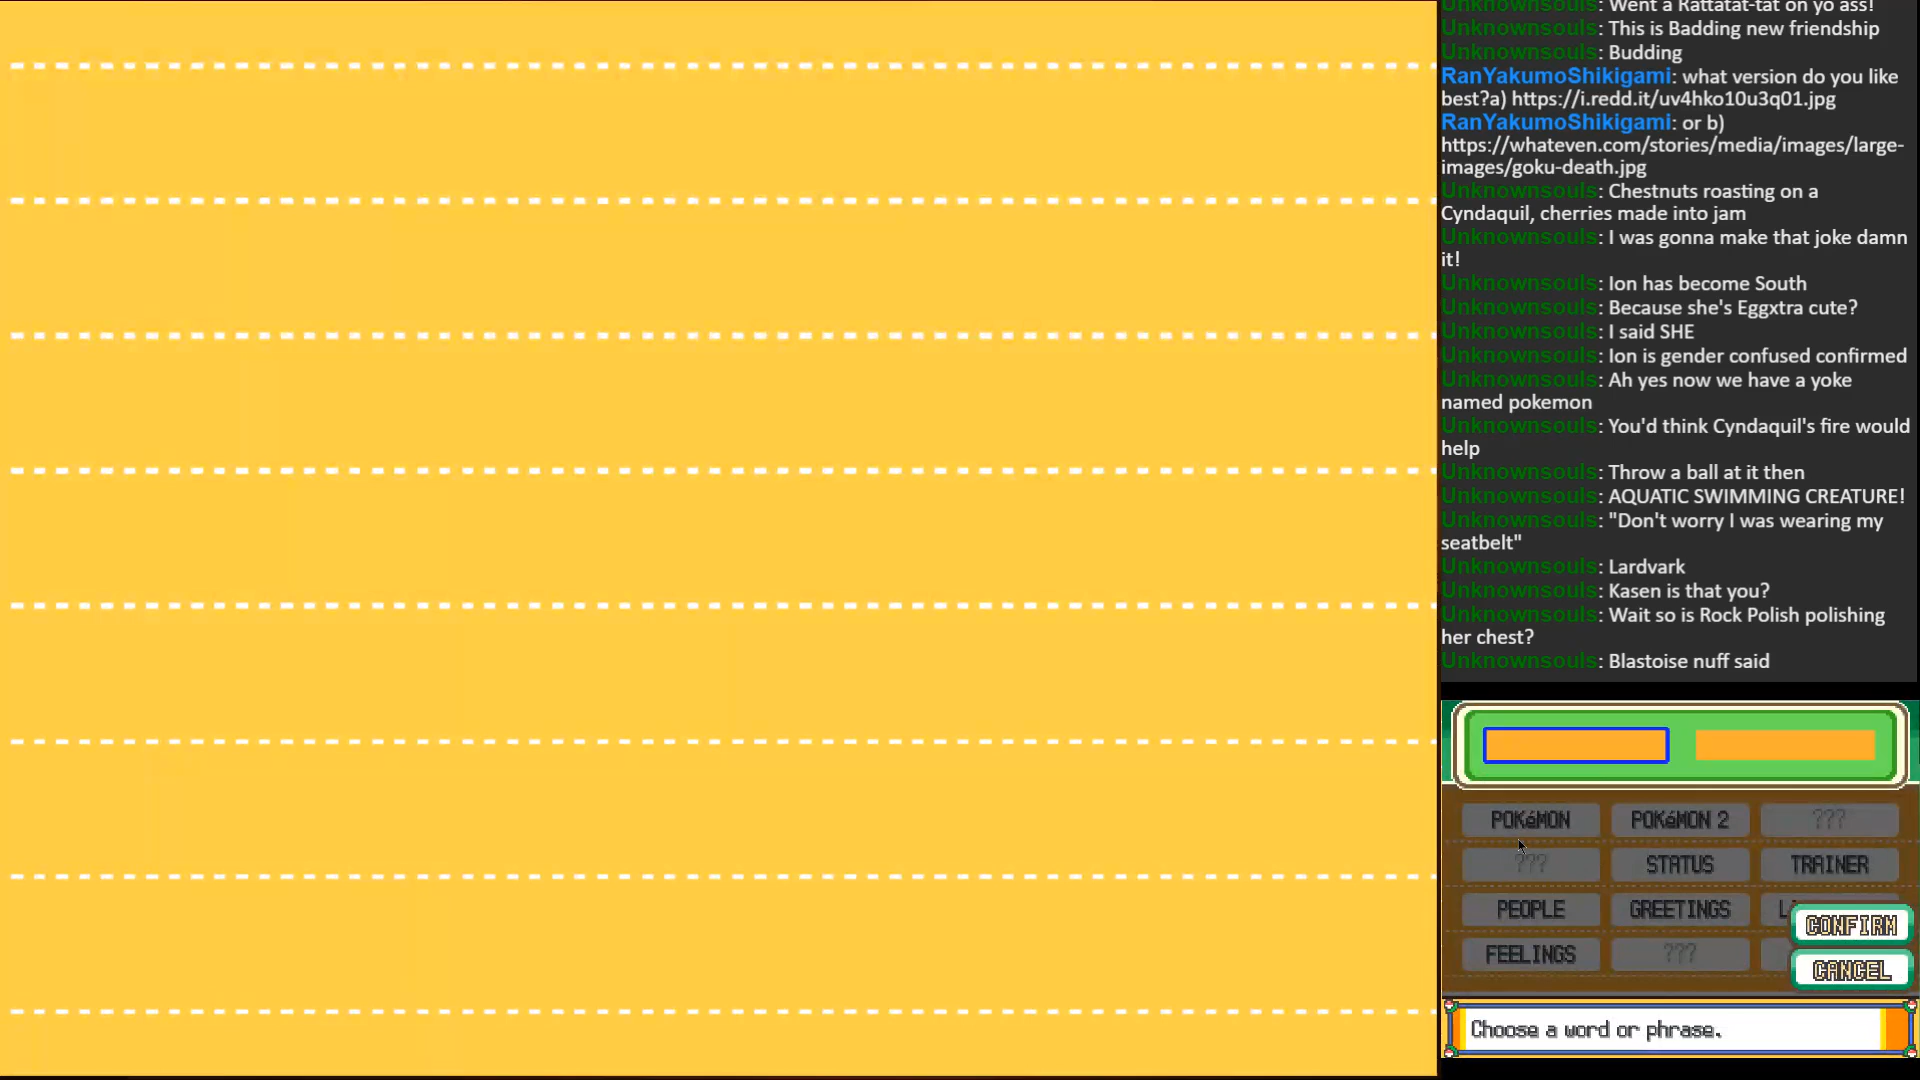 Unknownsouls: Went a Rattatat-tat on yo ass!
Unknownsouls: This is Badding new friendship
Unknownsouls: Budding
RanYakumoShikigami: what version do you like
best?a) https://i.redd.it/uv4hko10u3q01.jpg
RanYakumoShikigami: or b)
https://whateven.com/stories/media/images/large-
images/goku-death.jpg
Unknownsouls: Chestnuts roasting on a
Cyndaquil, cherries made into jam
Unknownsouls: I was gonna make that joke damn
it!
Unknownsouls: Ion has become South
Unknownsouls: Because she's Eggxtra cute?
Unknownsouls: I said SHE
Unknownsouls: Ion is gender confused confirmed
Unknownsouls: Ah yes now we have a yoke
named pokemon
Unknownsouls: You'd think Cyndaquil's fire would
help
Unknownsouls: Throw a ball at it then
Unknownsouls: AQUATIC SWIMMING CREATURE!
Unknownsouls: "Don't worry I was wearing my
seatbelt"
Unknownsouls: Lardvark
Unknownsouls: Kasen is that you?
Unknownsouls: Wait so is Rock Polish polishing
her chest?
Unknownsouls: Blastoise nuff said
POKéMON POKéMON 2 ???
??? STATUS TRAINER
PEOPLE GREETINGS
CONFIRM
FEELINGS ???
CANCEL
Choose a word or phrase.